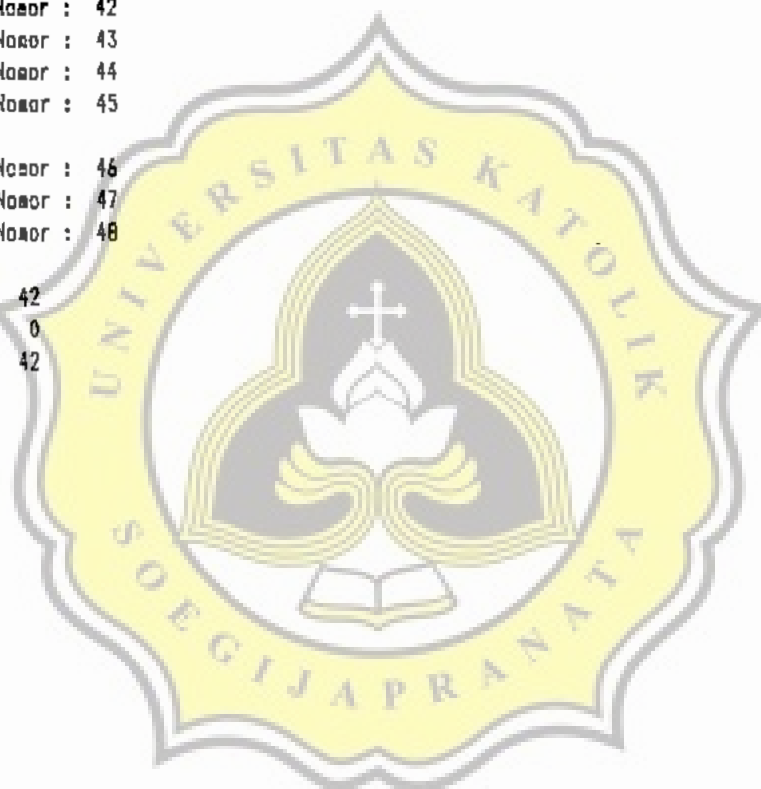 Nomor : 42
Nomor : 43
Nomor : 44
Nomor : 45
Nomor : 46
Nomor : 47
Nomor : 48
42
0
42
UNIVERSITAS KATOLIK
SOEGIJAPRANATA